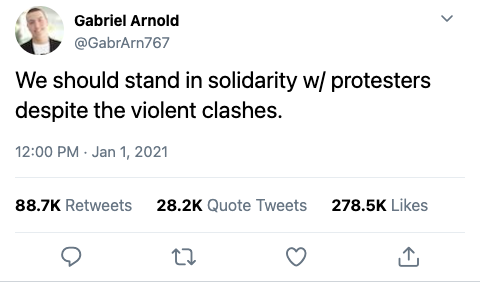 Gabriel Arnold
@GabrArn767
We should stand in solidarity w/ protesters
despite the violent clashes.
12:00 PM · Jan 1, 2021
88.7K Retweets 28.2K Quote Tweets 278.5K Likes